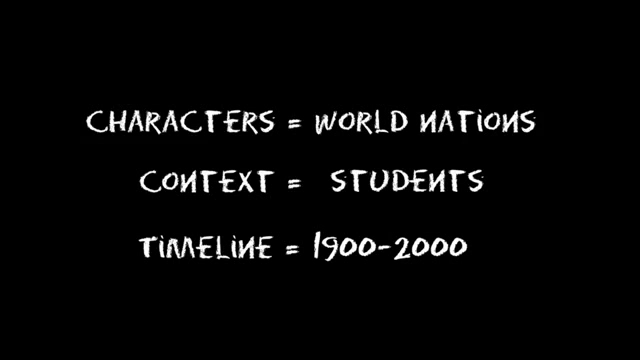 CHARACTERS = WORLD NATIONS
CONTEXT = STUDENTS
TIMELINE = 1900-2000